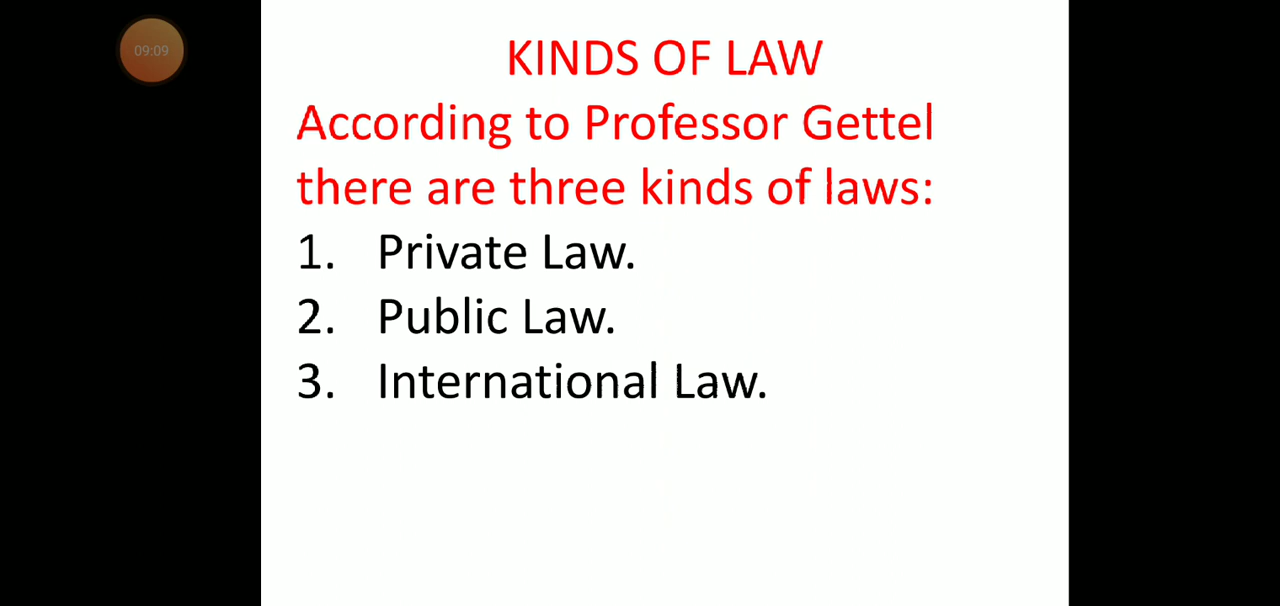 09:09
KINDS OF LAW
According to Professor Gettel
there are three kinds of laws:
1. Private Law.
2. Public Law.
3. International Law.